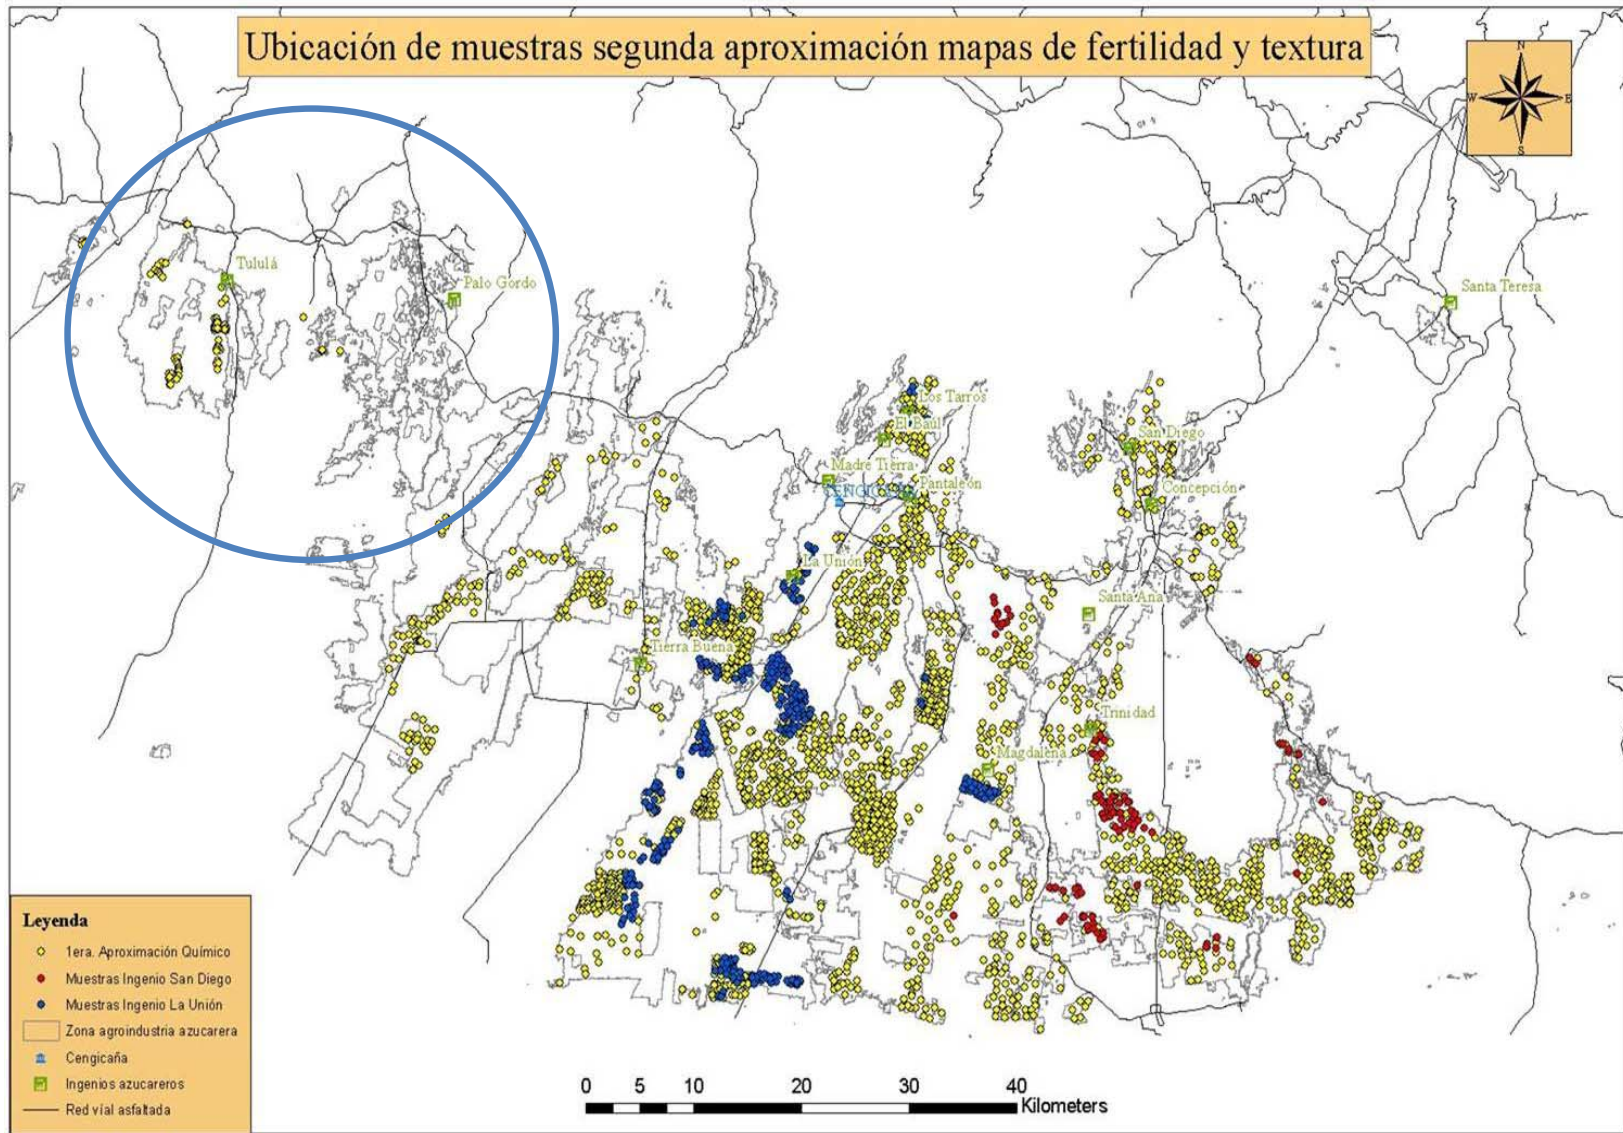 Ubicación de muestras segunda aproximación mapas de fertilidad y textura
N
W
E
S
Tululá
Palo Gordo
Santa Teresa
Los Tarros
El Baúl
San Diego
Madre Tierra
Pantaleón
Concepción
La Unión
Santa Ana
Tierra Buena
Trinidad
Magdalena
Leyenda
1era. Aproximación Químico
Muestras Ingenio San Diego
Muestras Ingenio La Unión
Zona agroindustria azucarera
Cengicaña
Ingenios azucareros
Red víal asfaltada
0 5 10 20 30 40
Kilometers